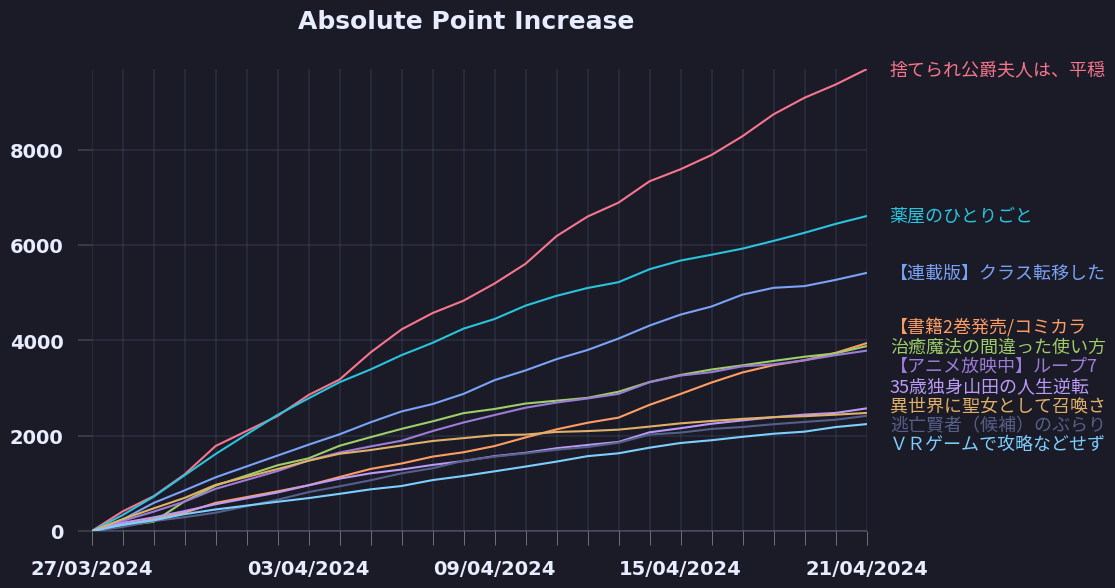 Absolute Point Increase
捨てられ公爵夫人は、平穏
8000
薬屋のひとりごと
6000
【連載版】クラス転移した
4000
【書籍2巻発売/コミカラ
治癒魔法の間違った使い方
【アニメ放映中】ループ7
35歳独身山田の人生逆転
異世界に聖女として召喚さ
逃亡賢者（候補）のぶらり
2000
ＶＲゲームで攻略などせず
0
27/03/2024
03/04/2024
09/04/2024
15/04/2024
21/04/2024